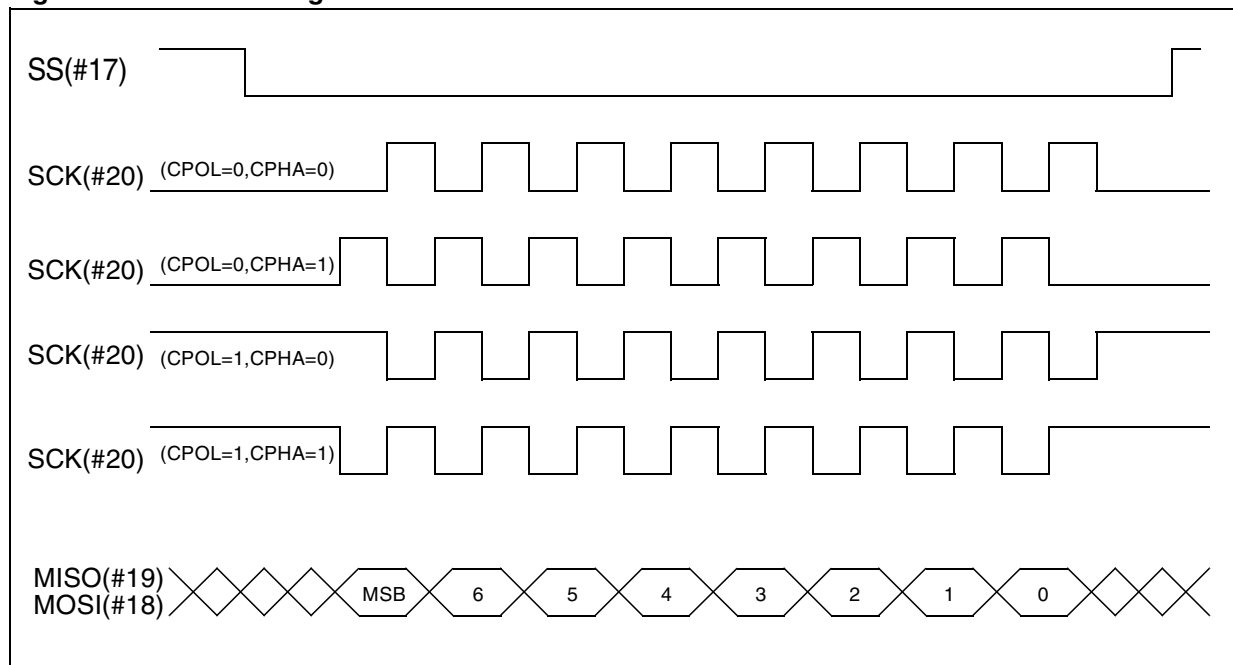 SS(#17)
SCK(#20) (CPOL=0,CPHA=0)
SCK(#20) (CPOL=0,CPHA=1)
SCK(#20) (CPOL=1,CPHA=0)
SCK(#20) (CPOL=1,CPHA=1)
MISO(#19)
MOSI(#18)
MSB 6 5 4 3 2 1 0